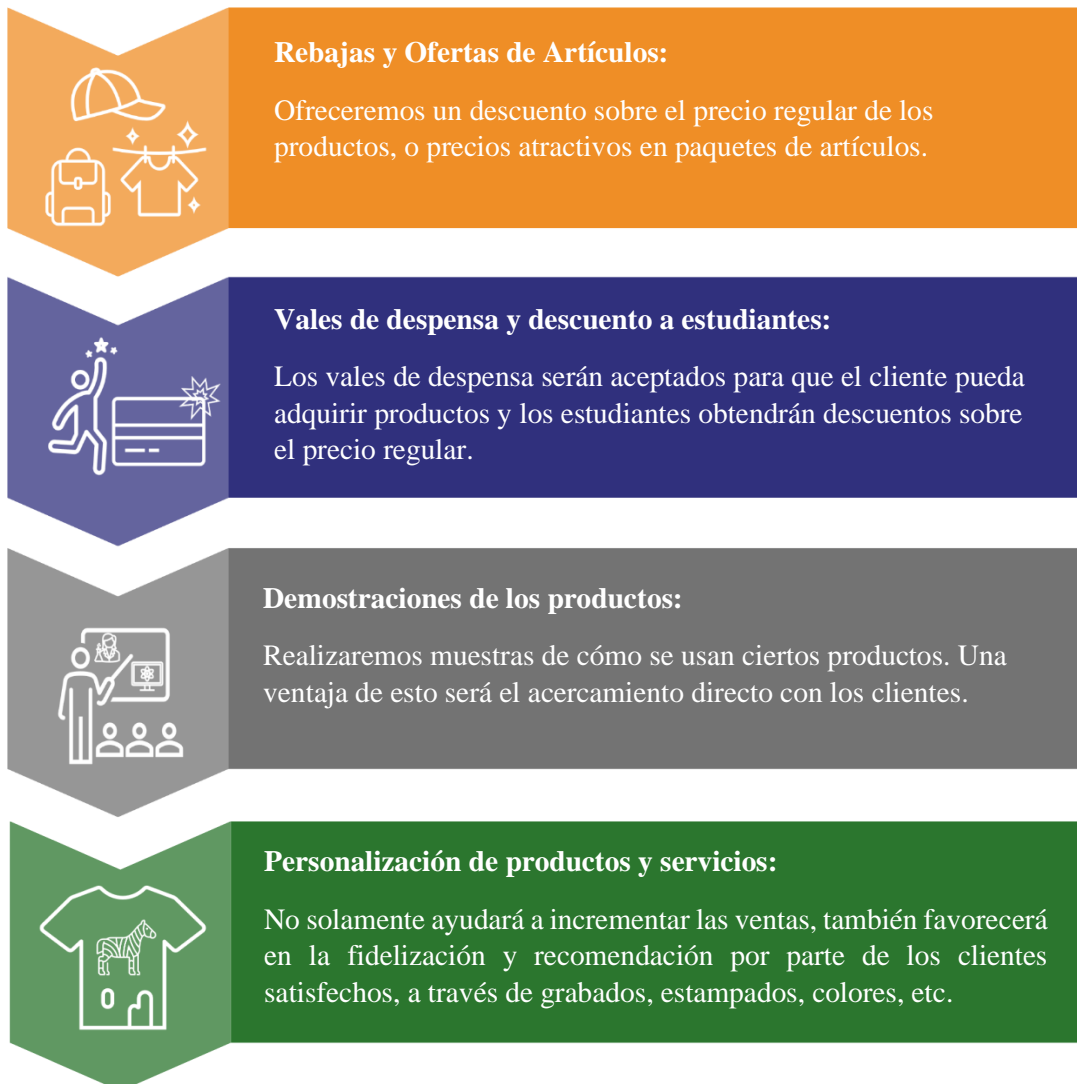 Rebajas y Ofertas de Artículos:
Ofreceremos un descuento sobre el precio regular de los
productos, o precios atractivos en paquetes de artículos.
Vales de despensa y descuento a estudiantes:
Los vales de despensa serán aceptados para que el cliente pueda
adquirir productos y los estudiantes obtendrán descuentos sobre
el precio regular.
Demostraciones de los productos:
Realizaremos muestras de cómo se usan ciertos productos. Una
ventaja de esto será el acercamiento directo con los clientes.
Personalización de productos y servicios:
No solamente ayudará a incrementar las ventas, también favorecerá
en la fidelización y recomendación por parte de los clientes
satisfechos, a través de grabados, estampados, colores, etc.